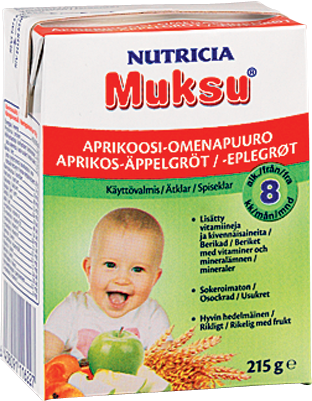 NUTRICIA
Muksu®
APRIKOOSI-OMENAPUURO
APRIKOS-ÄPPELGRÖT / -EPLEGRØT
Käyttövalmis / Ätklar / Spiseklar
alk./från/fra
8
kk/mån/mnd
• Lisätty
vitamiineja
ja kivennäisaineita /
Berikad / Beriket
med vitaminer och
mineralämnen /
mineraler
• Sokeroimaton /
Osockrad / Usukret
• Hyvin hedelmäinen /
Rikligt / Rikelig med frukt
215 g e